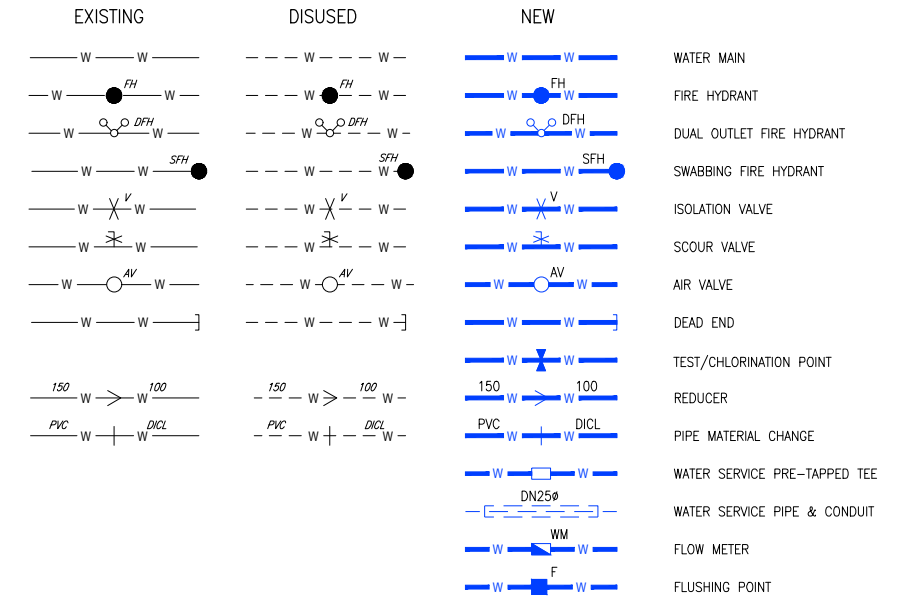 EXISTING DISUSED NEW
W W W W W W WATER MAIN
FH FH FH
W W W W W FIRE HYDRANT
DFH DFH DFH
W W W W W W DUAL OUTLET FIRE HYDRANT
SFH SFH SFH
W W W W W W SWABBING FIRE HYDRANT
V V V
W W W W W W ISOLATION VALVE
W W W W W W SCOUR VALVE
AV AV AV
W W W W W W AIR VALVE
W W W W W W DEAD END
W W TEST/CHLORINATION POINT
150 100 150 100 150 100
W W W W W W REDUCER
PVC DICL PVC DICL PVC DICL
W W W W W W PIPE MATERIAL CHANGE
W W WATER SERVICE PRE-TAPPED TEE
DN25ø
WATER SERVICE PIPE & CONDUIT
WM
W W FLOW METER
F
W W FLUSHING POINT